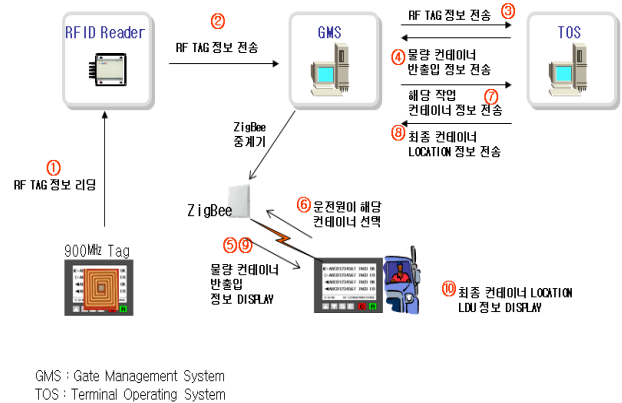 ②
RF TAG 정보 전송 ③
RFID Reader
GMS
TOS
RF TAG 정보 전송
④ 물량 컨테이너
반출입 정보 전송
해당 작업 ⑦
컨테이너 정보 전송
⑧ 최종 컨테이너
LOCATION 정보 전송
ZigBee
중계기
①
RF TAG 정보 리딩
ZigBee
⑥ 운전원이 해당
컨테이너 선택
900MHz Tag
⑤⑨
물량 컨테이너
반출입
정보 DISPLAY
⑩ 최종 컨테이너 LOCATION
LDU 정보 DISPLAY
GMS : Gate Management System
TOS : Terminal Operating System